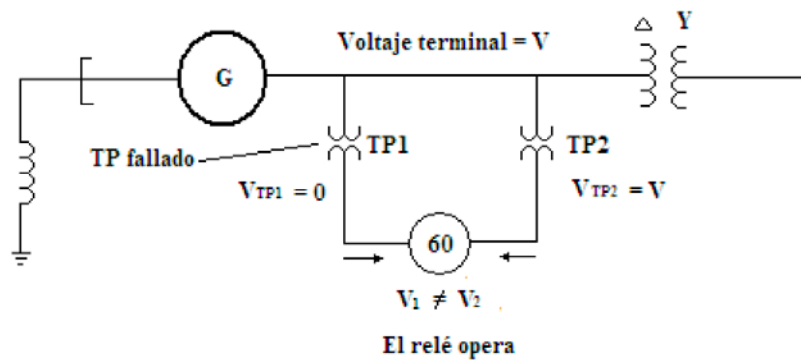 Voltaje terminal = V
Δ Y
G
TP fallado
TP1
TP2
VTP1 = 0
VTP2 = V
60
V1 ≠ V2
El relé opera